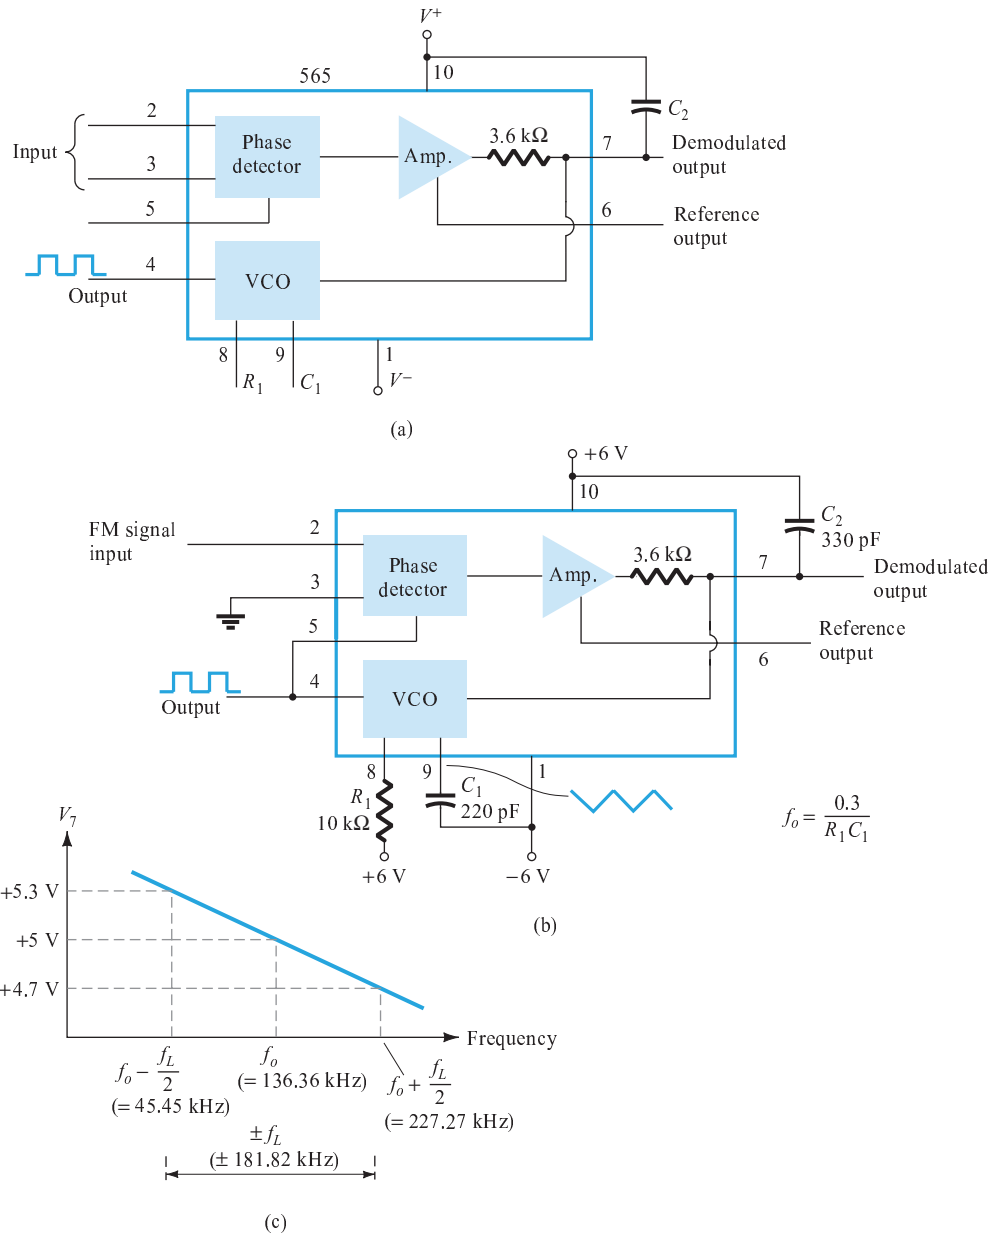 V+
10
565
C2
2
Input
3
5
Phase
detector
Amp.
3.6 kΩ
7
Demodulated
output
6
Reference
output
4
Output
VCO
8
R1
9
C1
1
V−
(a)
+6 V
10
FM signal
input
2
3
5
Phase
detector
Amp.
3.6 kΩ
7
C2
330 pF
Demodulated
output
Reference
output
6
4
Output
VCO
8
R1
10 kΩ
+6 V
9
C1
220 pF
1
−6 V
fo = 0.3 / R1C1
(b)
V7
+5.3 V
+5 V
+4.7 V
Frequency
fo − fL/2
(= 45.45 kHz)
fo
(= 136.36 kHz)
fo + fL/2
(= 227.27 kHz)
± fL
(± 181.82 kHz)
(c)